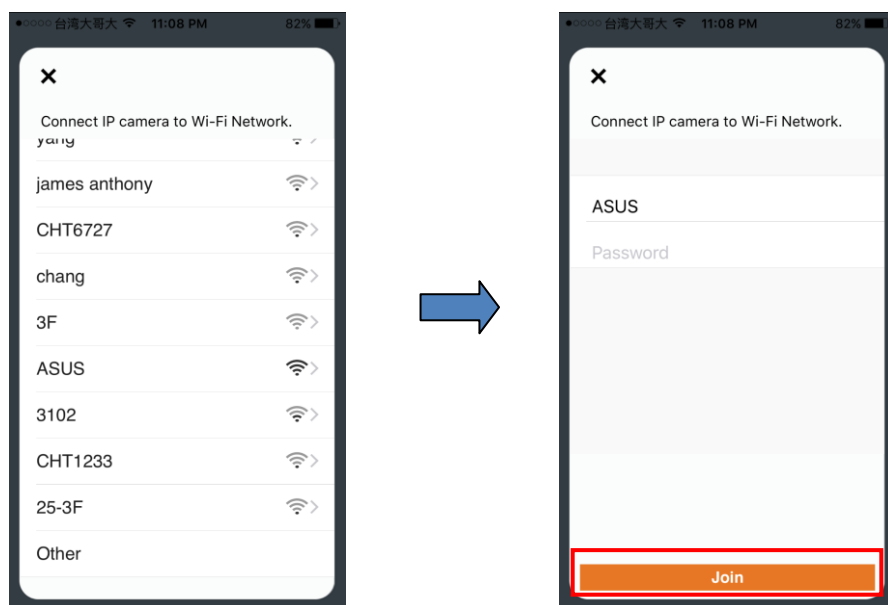 台湾大哥大 11:08 PM 82%
Connect IP camera to Wi-Fi Network.
yang
james anthony
CHT6727
chang
3F
ASUS
3102
CHT1233
25-3F
Other
台湾大哥大 11:08 PM 82%
Connect IP camera to Wi-Fi Network.
ASUS
Password
Join